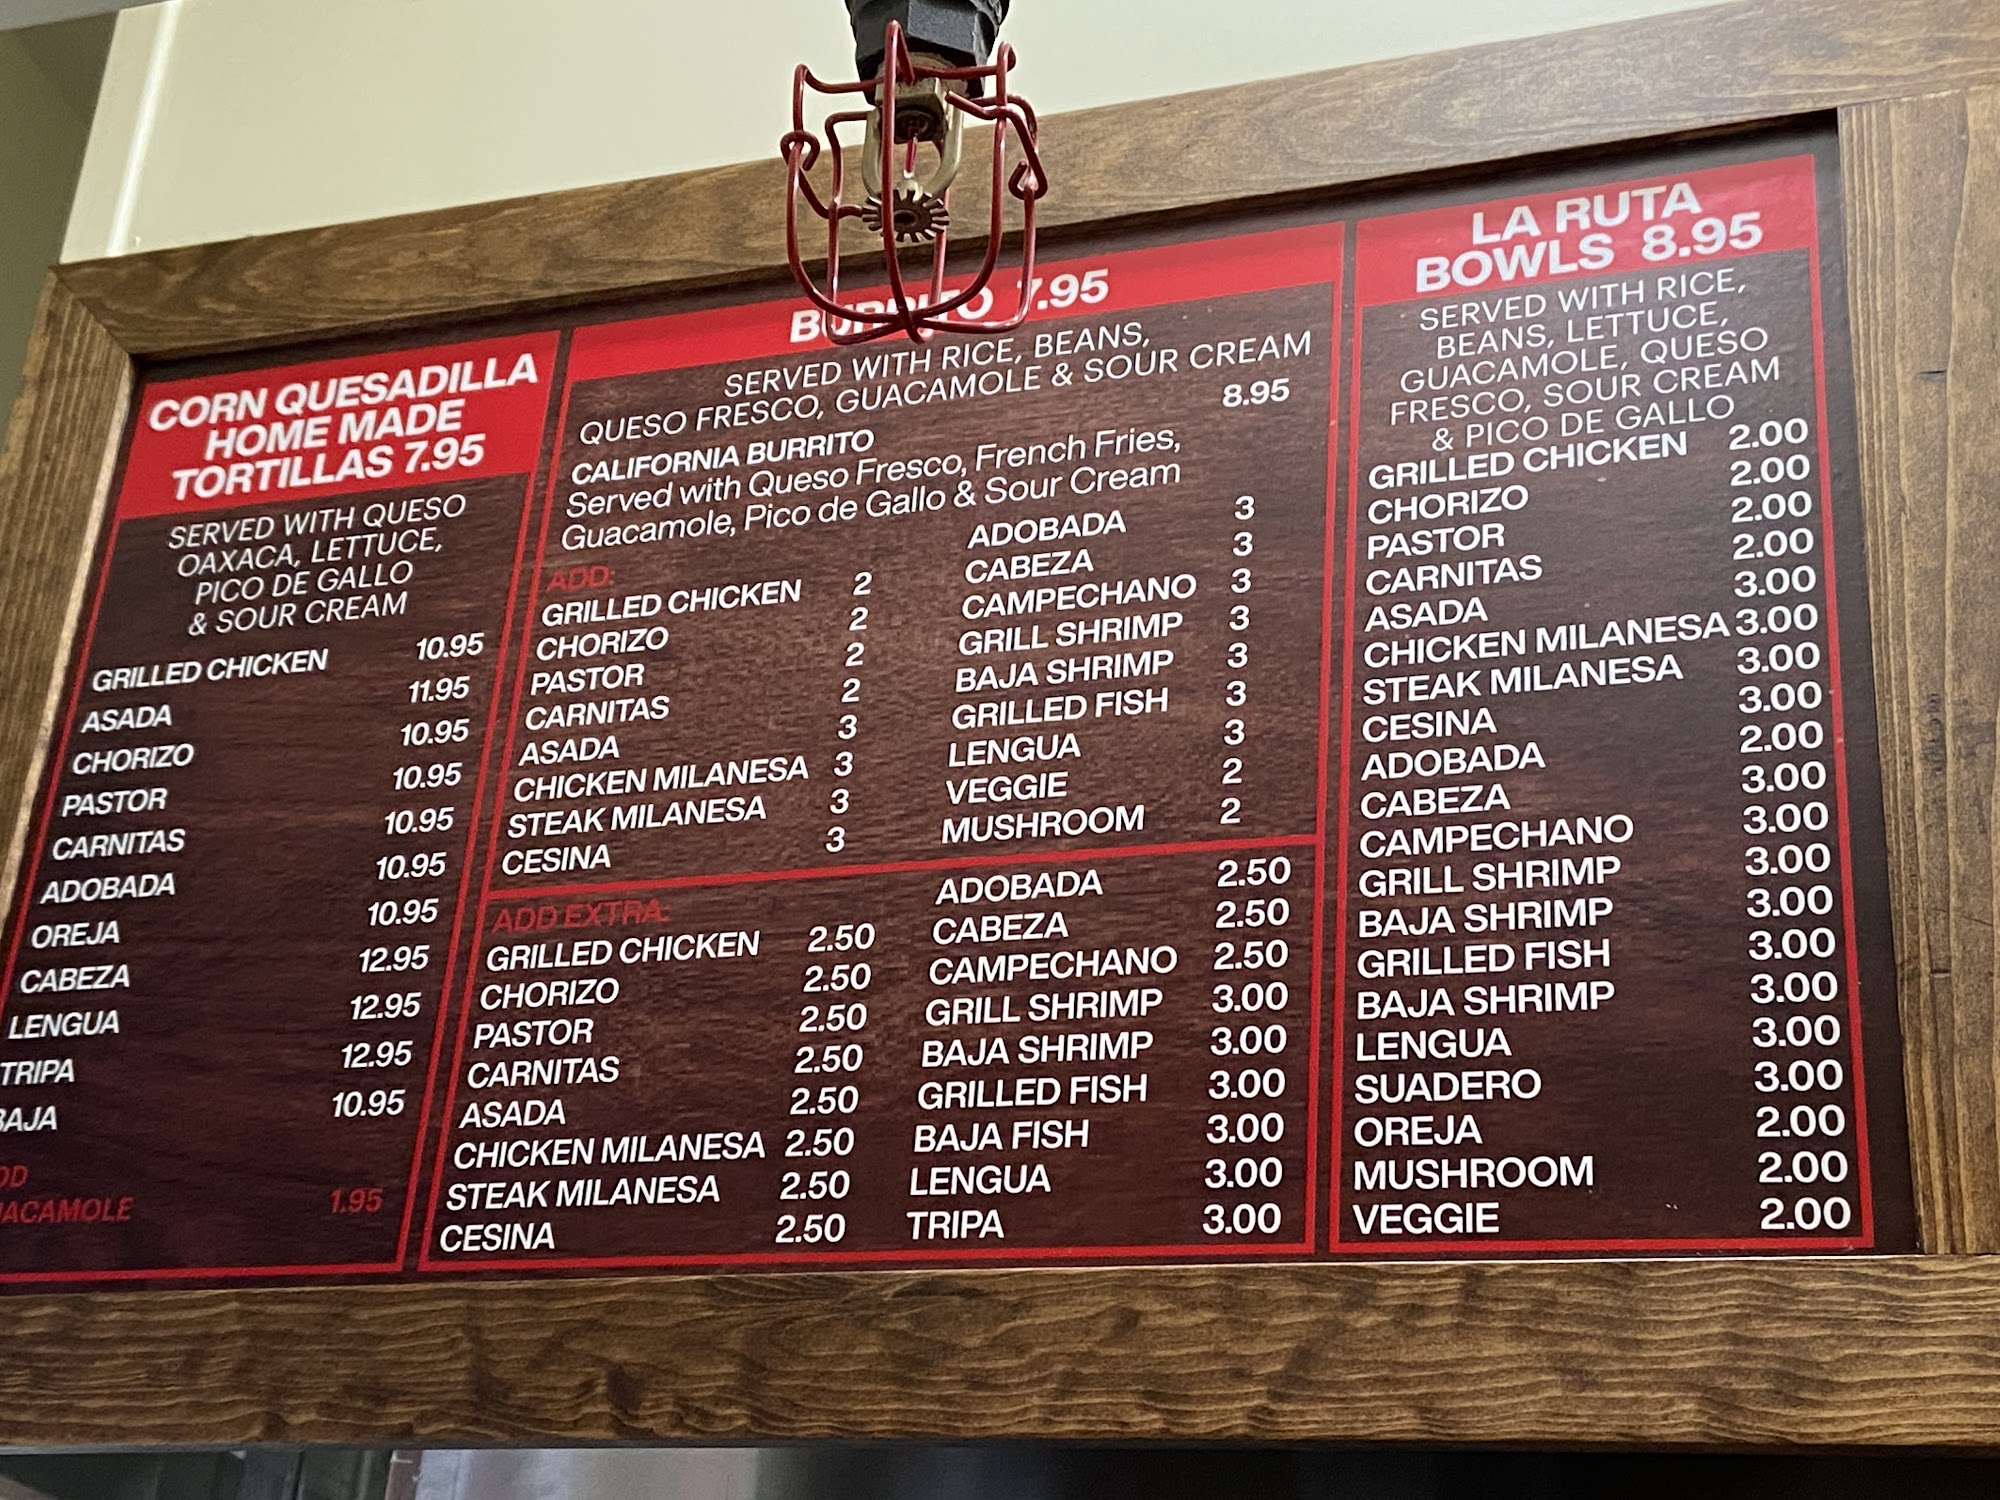 CORN QUESADILLA
HOME MADE
TORTILLAS 7.95
SERVED WITH QUESO
OAXACA, LETTUCE,
PICO DE GALLO
& SOUR CREAM
GRILLED CHICKEN 10.95
ASADA 11.95
CHORIZO 10.95
PASTOR 10.95
CARNITAS 10.95
ADOBADA 10.95
OREJA 10.95
CABEZA 12.95
LENGUA 12.95
TRIPA 12.95
BAJA 10.95
1.95
BURRITO 7.95
SERVED WITH RICE, BEANS,
QUESO FRESCO, GUACAMOLE & SOUR CREAM
CALIFORNIA BURRITO 8.95
Served with Queso Fresco, French Fries,
Guacamole, Pico de Gallo & Sour Cream
ADD:
GRILLED CHICKEN 2
CHORIZO 2
PASTOR 2
CARNITAS 2
ASADA 3
CHICKEN MILANESA 3
STEAK MILANESA 3
CESINA 3
ADOBADA 3
CABEZA 3
CAMPECHANO 3
GRILL SHRIMP 3
BAJA SHRIMP 3
GRILLED FISH 3
LENGUA 3
VEGGIE 2
MUSHROOM 2
ADD EXTRA:
GRILLED CHICKEN 2.50
CHORIZO 2.50
PASTOR 2.50
CARNITAS 2.50
ASADA 2.50
CHICKEN MILANESA 2.50
STEAK MILANESA 2.50
CESINA 2.50
ADOBADA 2.50
CABEZA 2.50
CAMPECHANO 2.50
GRILL SHRIMP 3.00
BAJA SHRIMP 3.00
GRILLED FISH 3.00
BAJA FISH 3.00
LENGUA 3.00
TRIPA 3.00
LA RUTA
BOWLS 8.95
SERVED WITH RICE,
BEANS, LETTUCE,
GUACAMOLE, QUESO
FRESCO, SOUR CREAM
& PICO DE GALLO
GRILLED CHICKEN 2.00
CHORIZO 2.00
PASTOR 2.00
CARNITAS 2.00
ASADA 3.00
CHICKEN MILANESA 3.00
STEAK MILANESA 3.00
CESINA 3.00
ADOBADA 2.00
CABEZA 3.00
CAMPECHANO 3.00
GRILL SHRIMP 3.00
BAJA SHRIMP 3.00
GRILLED FISH 3.00
BAJA SHRIMP 3.00
LENGUA 3.00
SUADERO 3.00
OREJA 2.00
MUSHROOM 2.00
VEGGIE 2.00